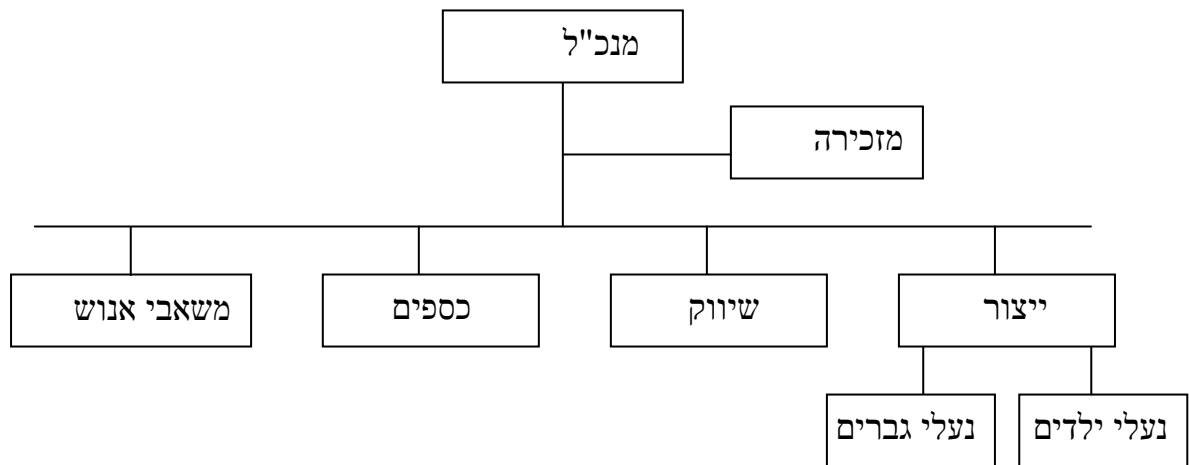 מנכ"ל
מזכירה
ייצור
שיווק
כספים
משאבי אנוש
נעלי ילדים
נעלי גברים